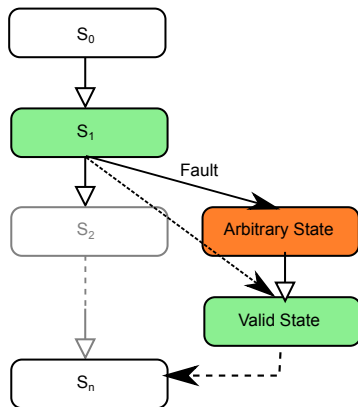 S₀
S₁
Fault
S₂
Arbitrary State
Valid State
Sₙ